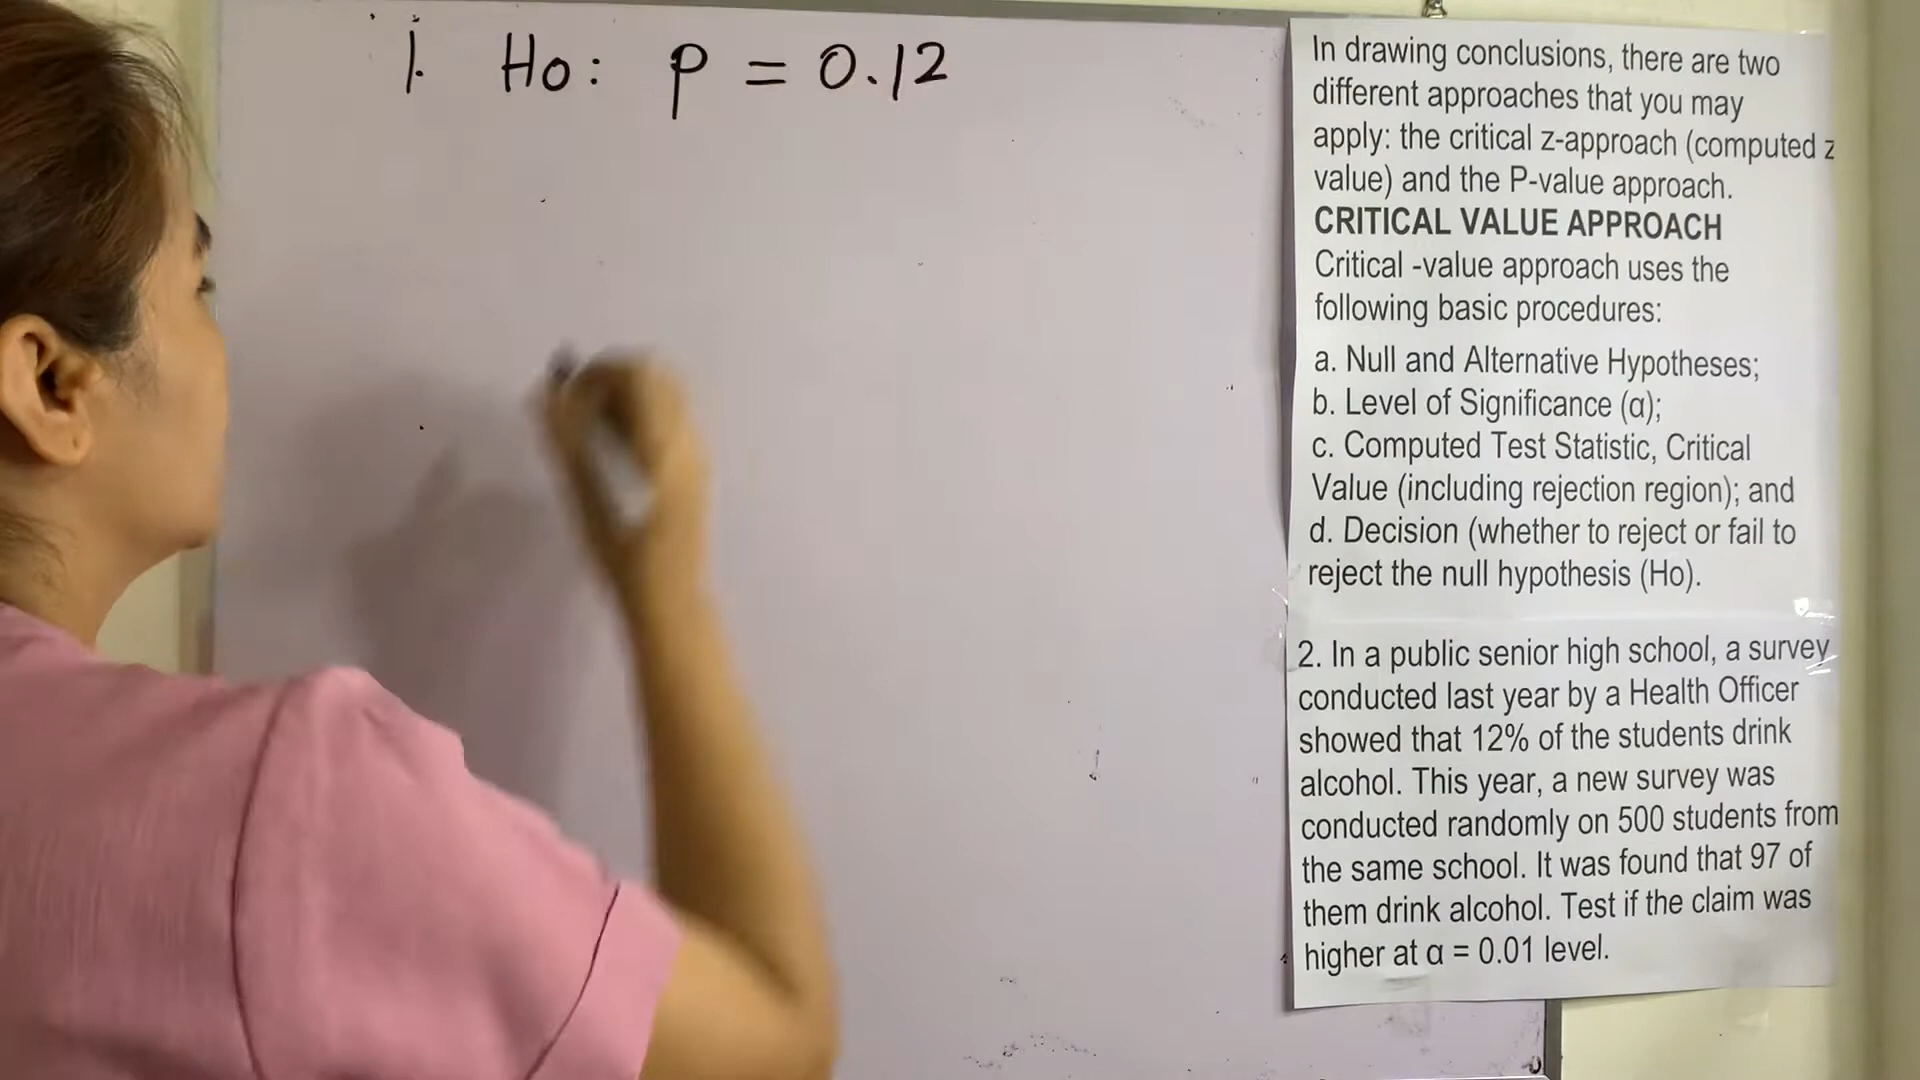 1. Ho: p = 0.12
In drawing conclusions, there are two
different approaches that you may
apply: the critical z-approach (computed z
value) and the P-value approach.
CRITICAL VALUE APPROACH
Critical -value approach uses the
following basic procedures:
a. Null and Alternative Hypotheses;
b. Level of Significance (α);
c. Computed Test Statistic, Critical
Value (including rejection region); and
d. Decision (whether to reject or fail to
reject the null hypothesis (Ho).
2. In a public senior high school, a survey
conducted last year by a Health Officer
showed that 12% of the students drink
alcohol. This year, a new survey was
conducted randomly on 500 students from
the same school. It was found that 97 of
them drink alcohol. Test if the claim was
higher at α = 0.01 level.